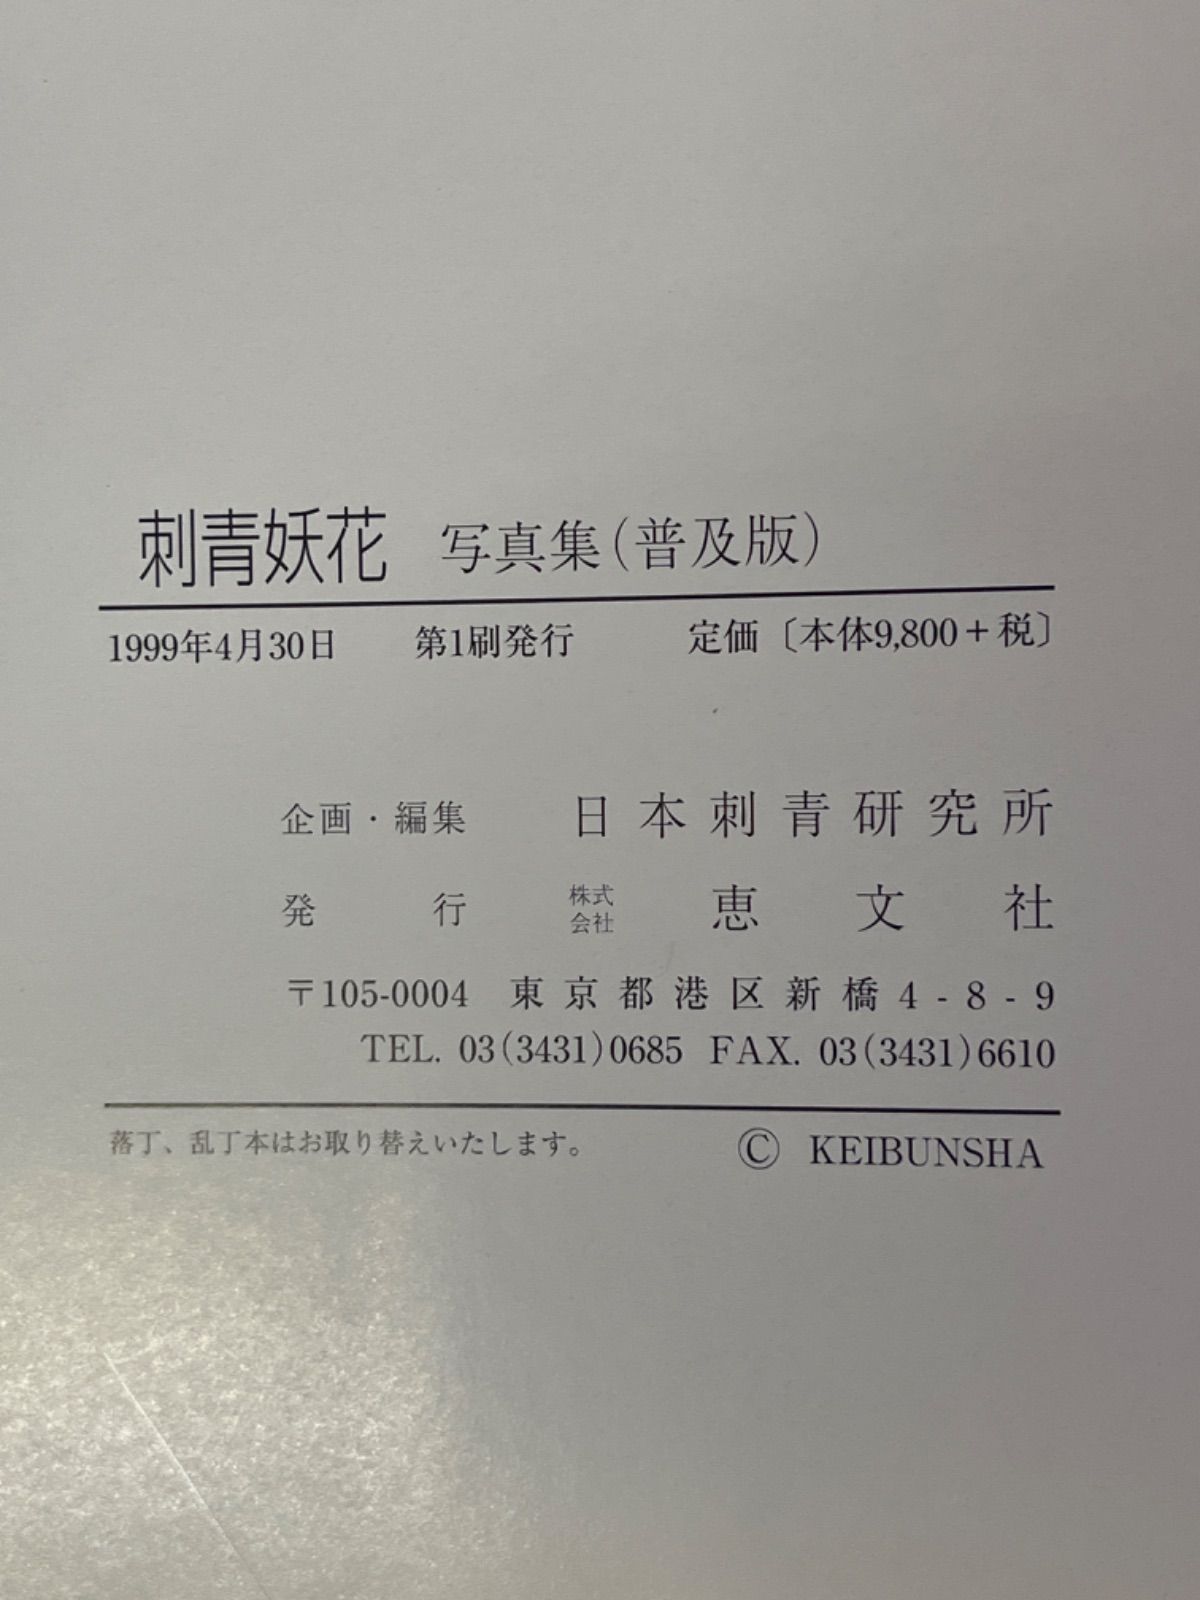 刺青妖花 写真集(普及版)
1999年4月30日 第1刷発行 定価〔本体9,800+税〕
企画・編集 日本刺青研究所
発行 株式会社 恵文社
〒105-0004 東京都港区新橋4-8-9
TEL. 03(3431)0685 FAX. 03(3431)6610
落丁、乱丁本はお取り替えいたします。 © KEIBUNSHA